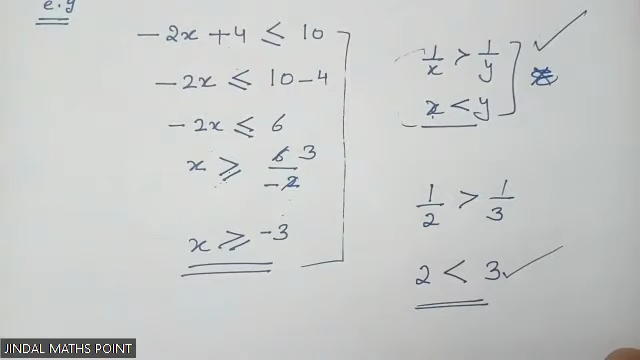 e.g
-2x + 4 ≤ 10
-2x ≤ 10 - 4
-2x ≤ 6
x ≥ 6/-2 3
x ≥ -3
1/x > 1/y
x < y
1/2 > 1/3
2 < 3
JINDAL MATHS POINT